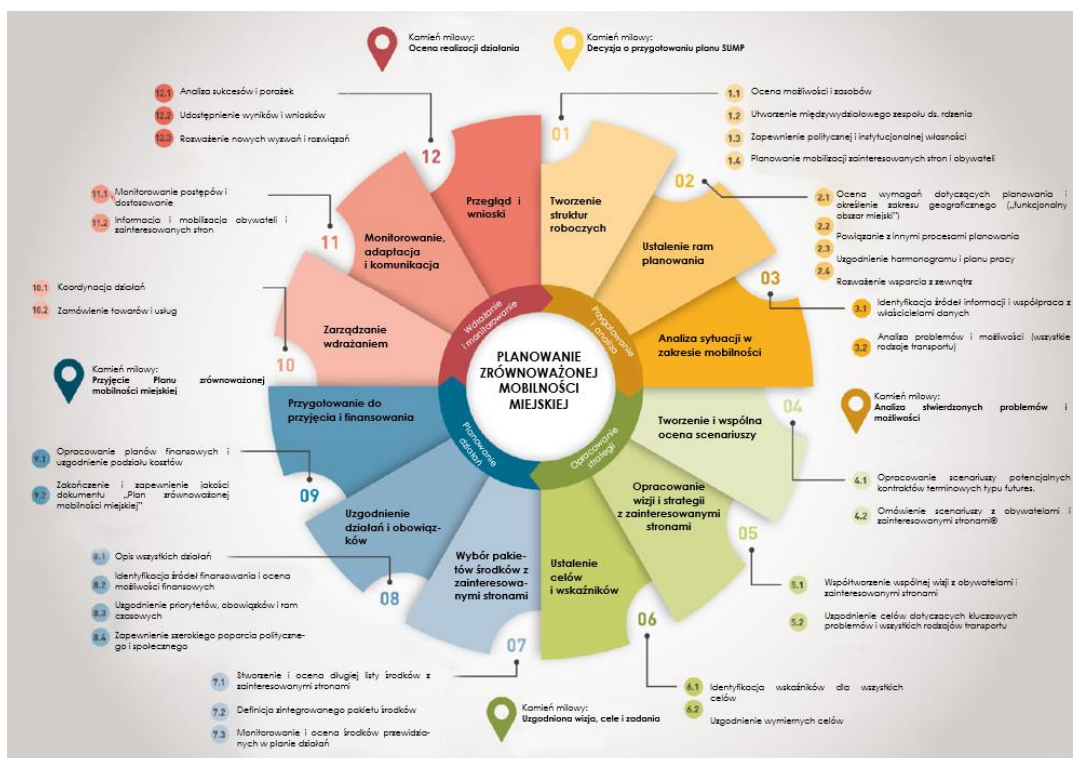 Kamień milowy:
Ocena realizacji działania
Kamień milowy:
Decyzja o przygotowaniu planu SUMP
12.1 Analiza sukcesów i porażek
12.2 Udostępnienie wyników i wniosków
12.3 Rozważenie nowych wyzwań i rozwiązań
1.1 Ocena możliwości i zasobów
1.2 Utworzenie międzywydziałowego zespołu ds. rdzenia
1.3 Zapewnienie politycznej i instytucjonalnej własności
1.4 Planowanie mobilizacji zainteresowanych stron i obywateli
11.1 Monitorowanie postępów i
dostosowanie
11.2 Informacja i mobilizacja obywateli i
zainteresowanych stron
2.1 Ocena wymagań dotyczących planowania i
określenie zakresu geograficznego („funkcjonalny
obszar miejski")
2.2
Powiązanie z innymi procesami planowania
2.3
Uzgodnienie harmonogramu i planu pracy
2.4
Rozważenie wsparcia z zewnątrz
10.1 Koordynacja działań
10.2 Zamówienie towarów i usług
3.1 Identyfikacja źródeł informacji i współpraca z
właścicielami danych
3.2 Analiza problemów i możliwości (wszystkie
rodzaje transportu)
Kamień milowy:
Przyjęcie Planu zrównoważonej
mobilności miejskiej
Kamień milowy:
Analiza stwierdzonych problemów i
możliwości
01
Tworzenie
struktur
roboczych
02
Ustalenie ram
planowania
03
Analiza sytuacji w
zakresie mobilności
04
Tworzenie i wspólna
ocena scenariuszy
05
Opracowanie
wizji i strategii
z zainteresowanymi
stronami
06
Ustalenie
celów
i wskaźników
07
Wybór pakie-
tów środków z
zainteresowa-
nymi stronami
08
Uzgodnienie
działań i obowiąz-
ków
09
Przygotowanie do
przyjęcia i finansowania
10
Zarządzanie
wdrażaniem
11
Monitorowanie,
adaptacja
i komunikacja
12
Przegląd i
wnioski
Wdrażanie
i monitorowanie
Przygotowanie
i analiza
Planowanie
działań
Opracowanie
strategii
PLANOWANIE
ZRÓWNOWAŻONEJ
MOBILNOŚCI
MIEJSKIEJ
9.1 Opracowanie planów finansowych i
uzgodnienie podziału kosztów
9.2 Zakończenie i zapewnienie jakości
dokumentu „Plan zrównoważonej
mobilności miejskiej"
4.1 Opracowanie scenariuszy potencjalnych
kontraktów terminowych typu futures.
4.2 Omówienie scenariuszy z obywatelami i
zainteresowanymi stronami®
8.1 Opis wszystkich działań
8.2 Identyfikacja źródeł finansowania i ocena
możliwości finansowych
8.3 Uzgodnienie priorytetów, obowiązków i ram
czasowych
8.4 Zapewnienie szerokiego poparcia polityczne-
go i społecznego
5.1 Współtworzenie wspólnej wizji z obywatelami i
zainteresowanymi stronami
5.2 Uzgodnienie celów dotyczących kluczowych
problemów i wszystkich rodzajów transportu
7.1 Stworzenie i ocena długiej listy środków z
zainteresowanymi stronami
7.2 Definicja zintegrowanego pakietu środków
7.3 Monitorowanie i ocena środków przewidzia-
nych w planie działań
Kamień milowy:
Uzgodniona wizja, cele i zadania
6.1 Identyfikacja wskaźników dla wszystkich
celów
6.2
Uzgodnienie wymiernych celów